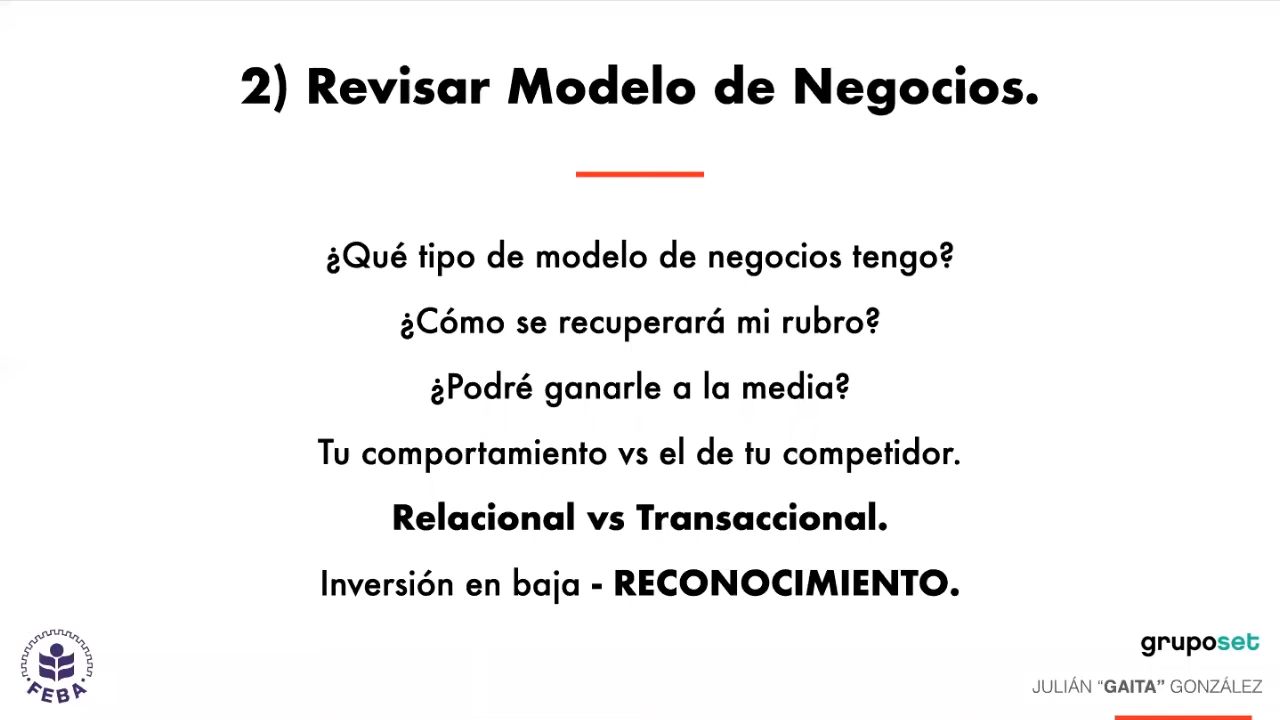 2) Revisar Modelo de Negocios.
¿Qué tipo de modelo de negocios tengo?
¿Cómo se recuperará mi rubro?
¿Podré ganarle a la media?
Tu comportamiento vs el de tu competidor.
Relacional vs Transaccional.
Inversión en baja - RECONOCIMIENTO.
gruposet
FEBA
JULIÁN “GAITA” GONZÁLEZ